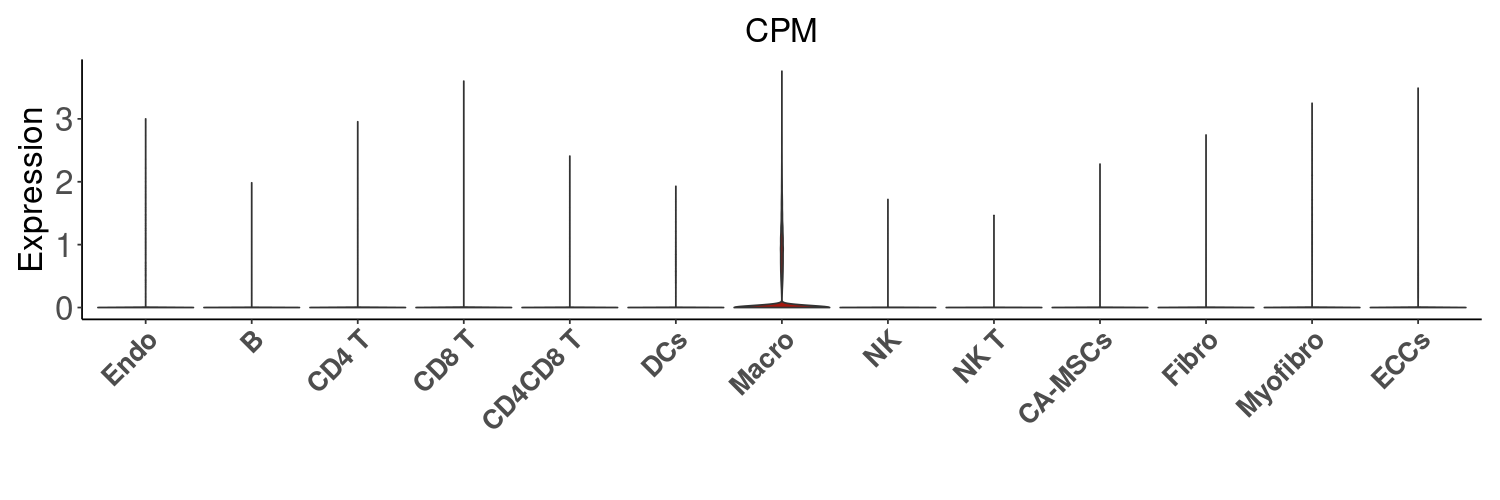 CPM
Expression
3
2
1
0
Endo
B
CD4 T
CD8 T
CD4CD8 T
DCs
Macro
NK
NK T
CA-MSCs
Fibro
Myofibro
ECCs